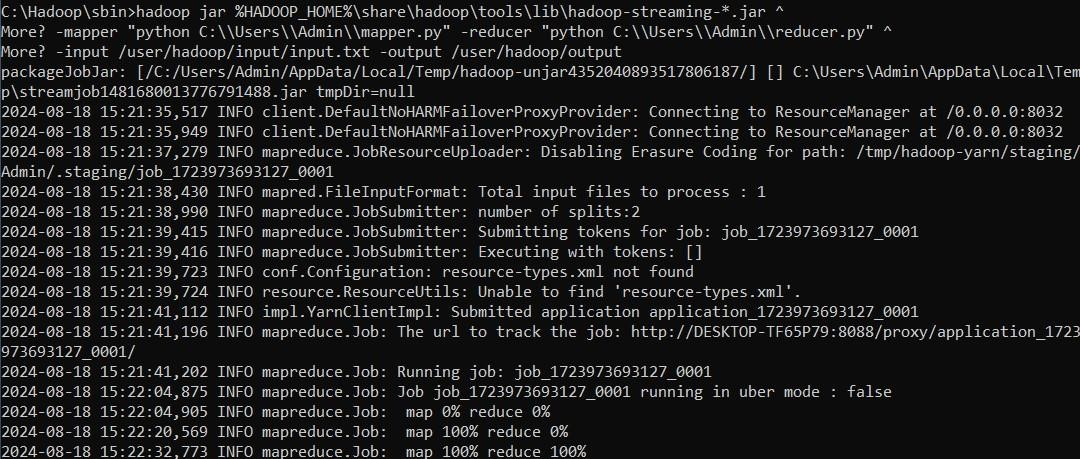 C:\Hadoop\sbin>hadoop jar %HADOOP_HOME%\share\hadoop\tools\lib\hadoop-streaming-*.jar ^
More? -mapper "python C:\\Users\\Admin\\mapper.py" -reducer "python C:\\Users\\Admin\\reducer.py" ^
More? -input /user/hadoop/input/input.txt -output /user/hadoop/output
packageJobJar: [/C:/Users/Admin/AppData/Local/Temp/hadoop-unjar4352040893517806187/] [] C:\Users\Admin\AppData\Local\Tem
p\streamjob1481680013776791488.jar tmpDir=null
2024-08-18 15:21:35,517 INFO client.DefaultNoHARMFailoverProxyProvider: Connecting to ResourceManager at /0.0.0.0:8032
2024-08-18 15:21:35,949 INFO client.DefaultNoHARMFailoverProxyProvider: Connecting to ResourceManager at /0.0.0.0:8032
2024-08-18 15:21:37,279 INFO mapreduce.JobResourceUploader: Disabling Erasure Coding for path: /tmp/hadoop-yarn/staging/
Admin/.staging/job_1723973693127_0001
2024-08-18 15:21:38,430 INFO mapred.FileInputFormat: Total input files to process : 1
2024-08-18 15:21:38,990 INFO mapreduce.JobSubmitter: number of splits:2
2024-08-18 15:21:39,415 INFO mapreduce.JobSubmitter: Submitting tokens for job: job_1723973693127_0001
2024-08-18 15:21:39,416 INFO mapreduce.JobSubmitter: Executing with tokens: []
2024-08-18 15:21:39,723 INFO conf.Configuration: resource-types.xml not found
2024-08-18 15:21:39,724 INFO resource.ResourceUtils: Unable to find 'resource-types.xml'.
2024-08-18 15:21:41,112 INFO impl.YarnClientImpl: Submitted application application_1723973693127_0001
2024-08-18 15:21:41,196 INFO mapreduce.Job: The url to track the job: http://DESKTOP-TF65P79:8088/proxy/application_1723
973693127_0001/
2024-08-18 15:21:41,202 INFO mapreduce.Job: Running job: job_1723973693127_0001
2024-08-18 15:22:04,875 INFO mapreduce.Job: Job job_1723973693127_0001 running in uber mode : false
2024-08-18 15:22:04,905 INFO mapreduce.Job:  map 0% reduce 0%
2024-08-18 15:22:20,569 INFO mapreduce.Job:  map 100% reduce 0%
2024-08-18 15:22:32,773 INFO mapreduce.Job:  map 100% reduce 100%